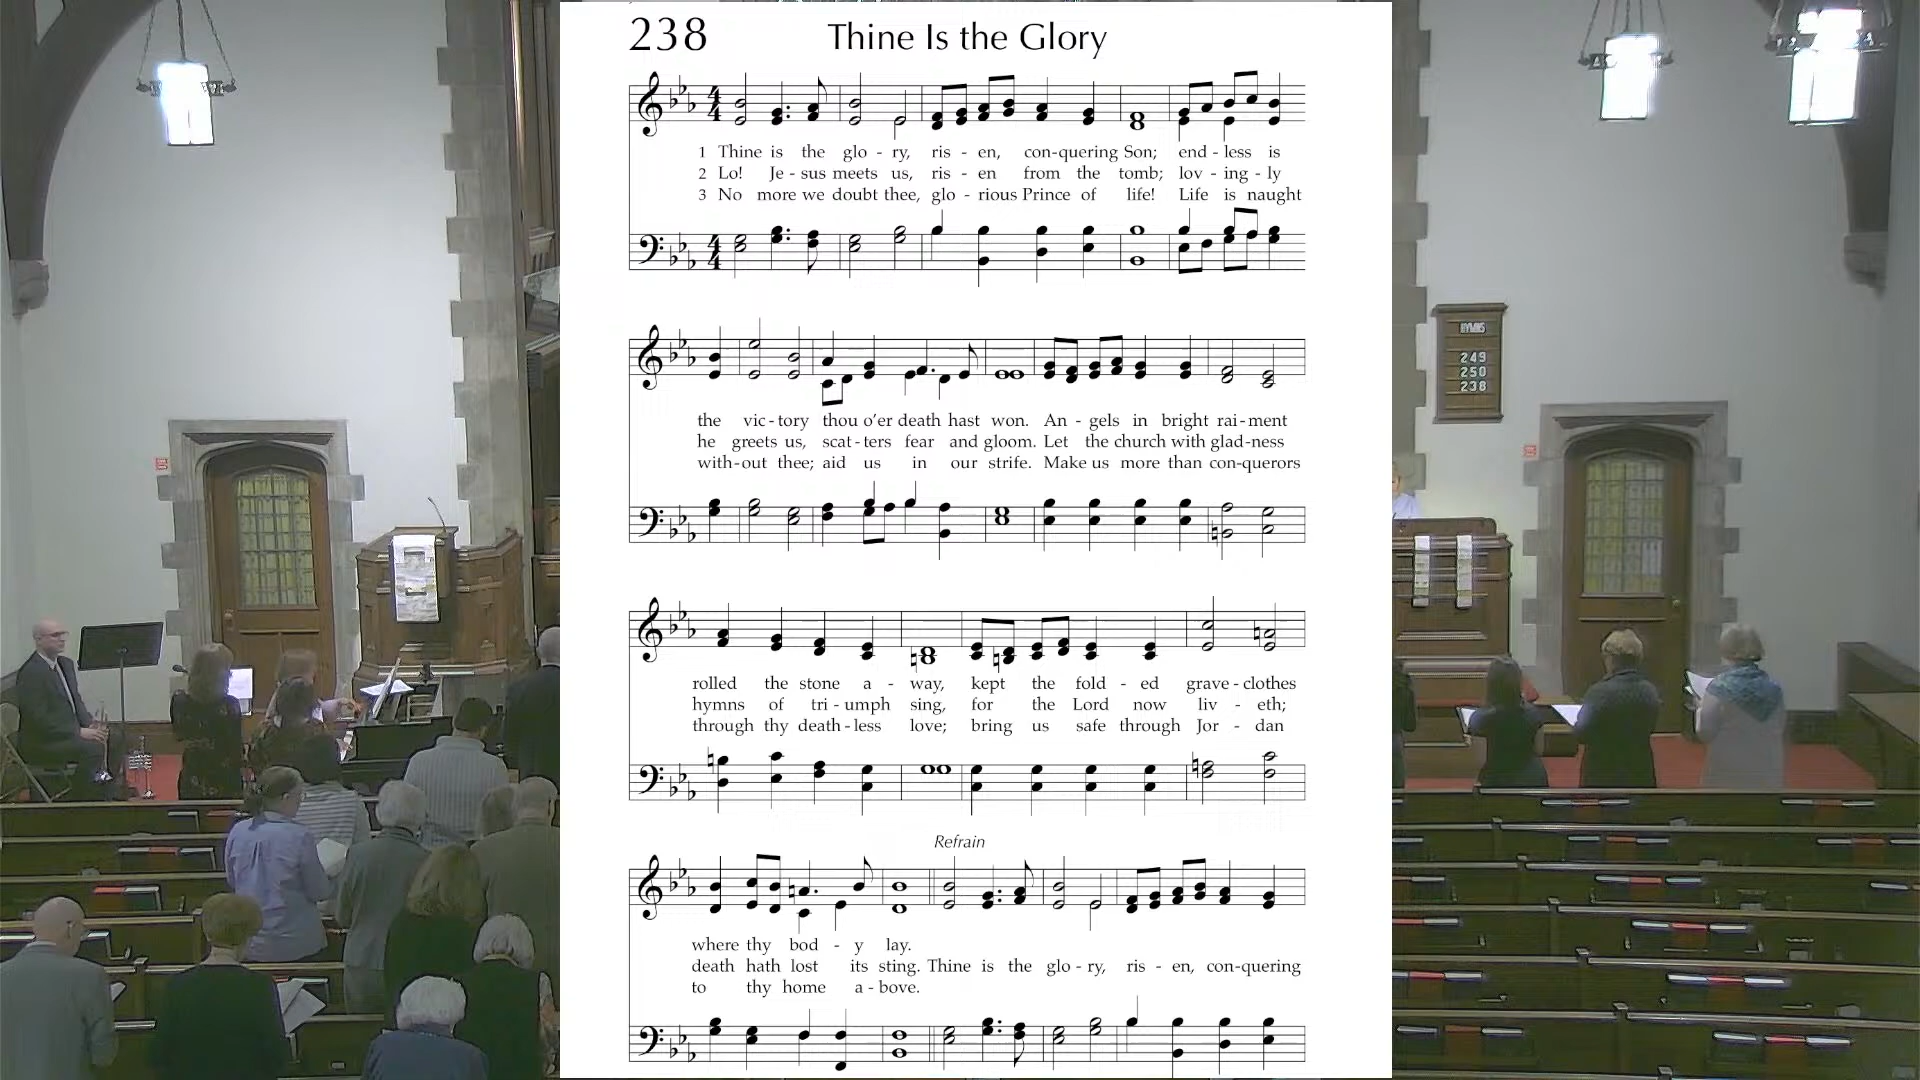 238 Thine Is the Glory
1 Thine is the glo - ry, ris - en, con-quering Son; end - less is
2 Lo! Je - sus meets us, ris - en from the tomb; lov - ing - ly
3 No more we doubt thee, glo - rious Prince of life! Life is naught
the vic - tory thou o'er death hast won. An - gels in bright rai - ment
he greets us, scat - ters fear and gloom. Let the church with glad - ness
with - out thee; aid us in our strife. Make us more than con - querors
rolled the stone a - way, kept the fold - ed grave - clothes
hymns of tri - umph sing, for the Lord now liv - eth;
through thy death - less love; bring us safe through Jor - dan
Refrain
where thy bod - y lay.
death hath lost its sting. Thine is the glo - ry, ris - en, con-quering
to thy home a - bove.
HYMNS
249
250
238